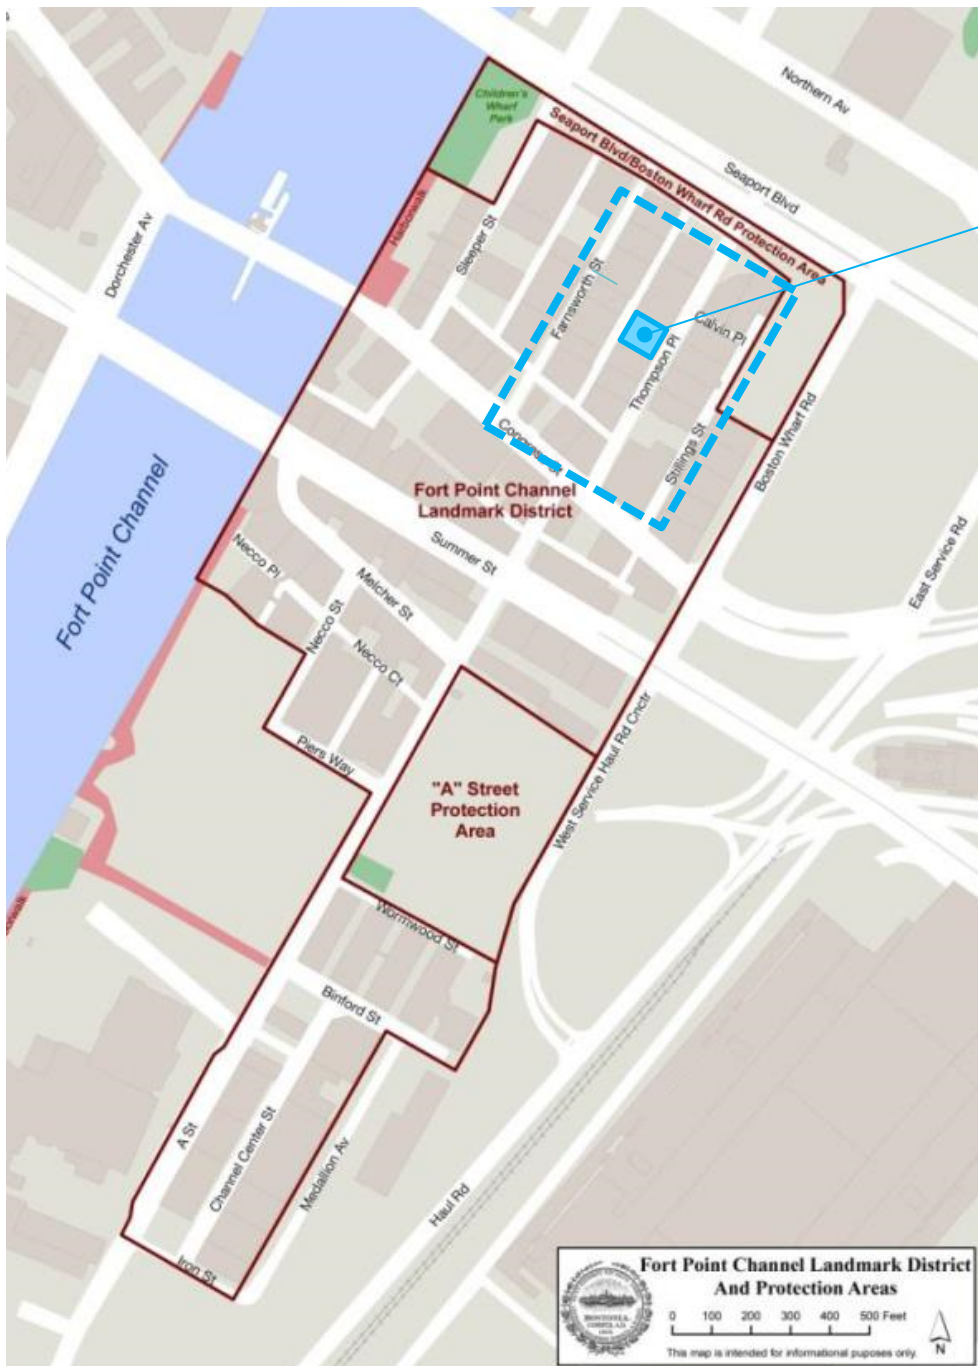 Northern Av
Children's
Wharf
Park
Seaport Blvd/Boston Wharf Rd Protection Area
Seaport Blvd
Dorchester Av
Harborwalk
Sleeper St
Farnsworth St
Calvin Pl
Thompson Pl
Congress St
Stillings St
Boston Wharf Rd
Fort Point Channel
Fort Point Channel
Landmark District
Summer St
East Service Rd
Necco Pl
Melcher St
Necco St
Necco Ct
Piers Way
West Service Haul Rd Cnctr
"A" Street
Protection
Area
Wormwood St
Binford St
A St
Channel Center St
Medallion Av
Haul Rd
Iron St
Fort Point Channel Landmark District
And Protection Areas
0 100 200 300 400 500 Feet
This map is intended for informational puposes only.
N